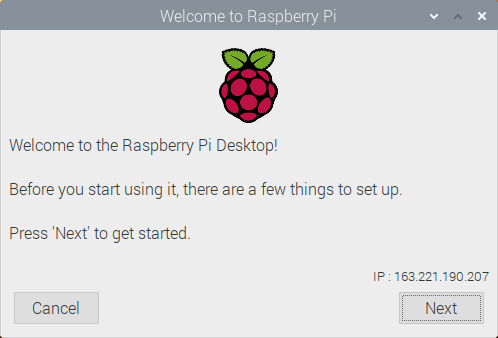 Welcome to Raspberry Pi
Welcome to the Raspberry Pi Desktop!
Before you start using it, there are a few things to set up.
Press 'Next' to get started.
IP : 163.221.190.207
Cancel
Next